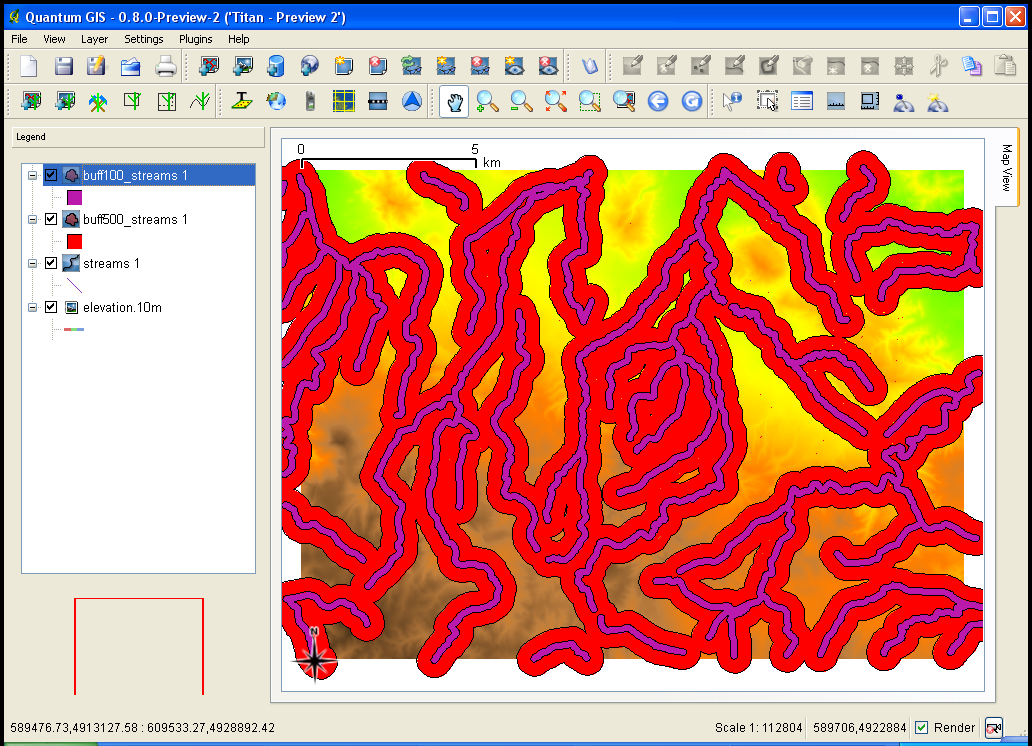 Quantum GIS - 0.8.0-Preview-2 ('Titan - Preview 2')
File View Layer Settings Plugins Help
Legend
buff100_streams 1
buff500_streams 1
streams 1
elevation.10m
0 5
km
Map View
N
589476.73,4913127.58 : 609533.27,4928892.42
Scale 1: 112804
589706,4922884
Render